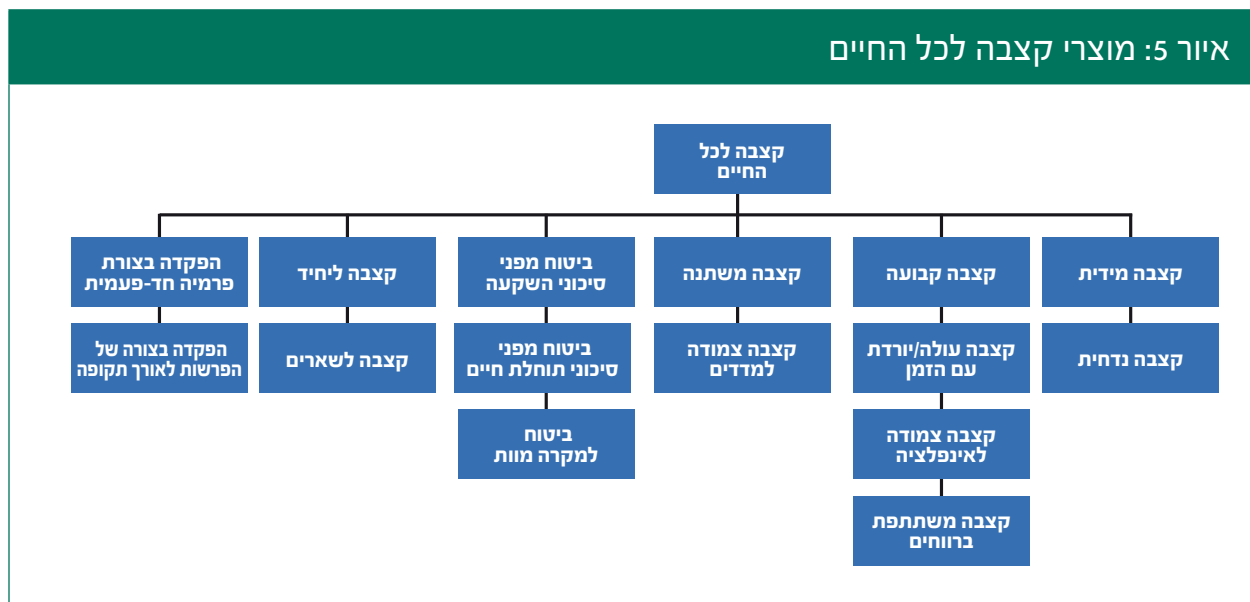 איור 5: מוצרי קצבה לכל החיים
קצבה לכל
החיים
קצבה מידית
קצבה נדחית
קצבה קבועה
קצבה עולה/יורדת
עם הזמן
קצבה צמודה
לאינפלציה
קצבה משתתפת
ברווחים
קצבה משתנה
קצבה צמודה
למדדים
ביטוח מפני
סיכוני השקעה
ביטוח מפני
סיכוני תוחלת חיים
ביטוח
למקרה מוות
קצבה ליחיד
קצבה לשארים
הפקדה בצורת
פרמיה חד-פעמית
הפקדה בצורה של
הפרשות לאורך תקופה